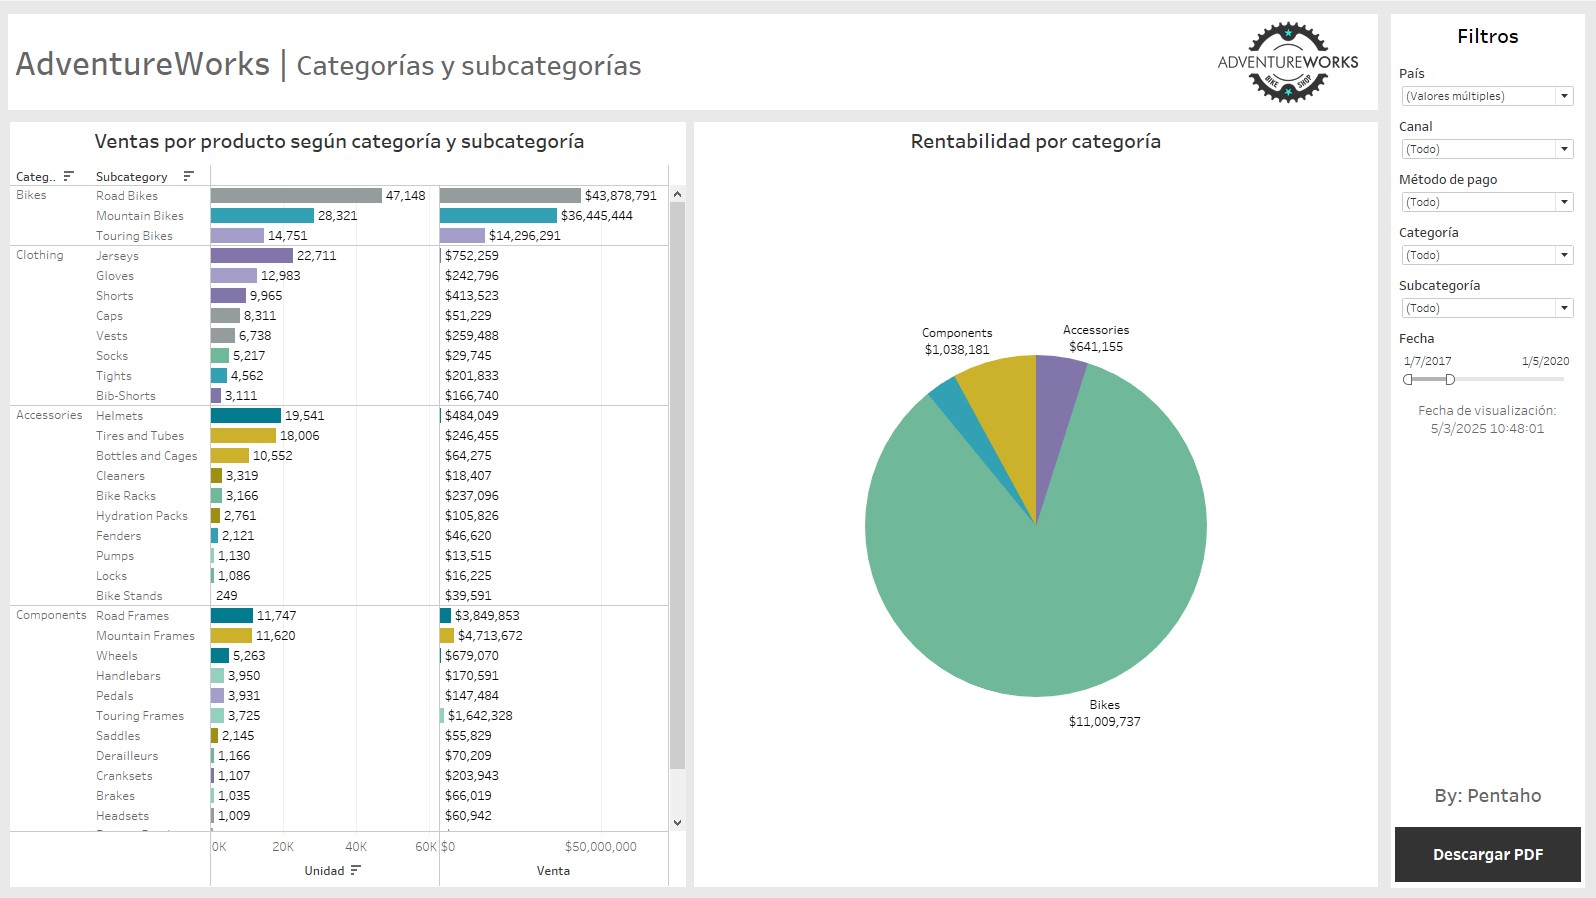 AdventureWorks | Categorías y subcategorías
ADVENTUREWORKS
BIKE SHOP
Ventas por producto según categoría y subcategoría
Categ.. Subcategory
Bikes Road Bikes 47,148 $43,878,791
Mountain Bikes 28,321 $36,445,444
Touring Bikes 14,751 $14,296,291
Clothing Jerseys 22,711 $752,259
Gloves 12,983 $242,796
Shorts 9,965 $413,523
Caps 8,311 $51,229
Vests 6,738 $259,488
Socks 5,217 $29,745
Tights 4,562 $201,833
Bib-Shorts 3,111 $166,740
Accessories Helmets 19,541 $484,049
Tires and Tubes 18,006 $246,455
Bottles and Cages 10,552 $64,275
Cleaners 3,319 $18,407
Bike Racks 3,166 $237,096
Hydration Packs 2,761 $105,826
Fenders 2,121 $46,620
Pumps 1,130 $13,515
Locks 1,086 $16,225
Bike Stands 249 $39,591
Components Road Frames 11,747 $3,849,853
Mountain Frames 11,620 $4,713,672
Wheels 5,263 $679,070
Handlebars 3,950 $170,591
Pedals 3,931 $147,484
Touring Frames 3,725 $1,642,328
Saddles 2,145 $55,829
Derailleurs 1,166 $70,209
Cranksets 1,107 $203,943
Brakes 1,035 $66,019
Headsets 1,009 $60,942
0K 20K 40K 60K $0 $50,000,000
Unidad Venta
Rentabilidad por categoría
Components
$1,038,181
Accessories
$641,155
Bikes
$11,009,737
Filtros
País
(Valores múltiples)
Canal
(Todo)
Método de pago
(Todo)
Categoría
(Todo)
Subcategoría
(Todo)
Fecha
1/7/2017 1/5/2020
Fecha de visualización:
5/3/2025 10:48:01
By: Pentaho
Descargar PDF